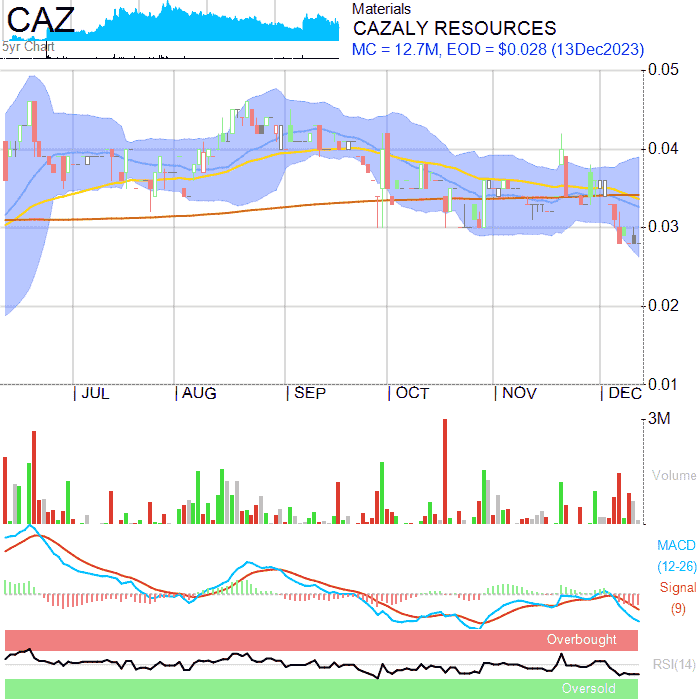 CAZ
5yr Chart
Materials
CAZALY RESOURCES
MC = 12.7M, EOD = $0.028 (13Dec2023)
0.05
0.04
0.03
0.02
0.01
| JUL | AUG | SEP | OCT | NOV | DEC
3M
Volume
MACD
(12-26)
Signal
(9)
Overbought
RSI(14)
Oversold